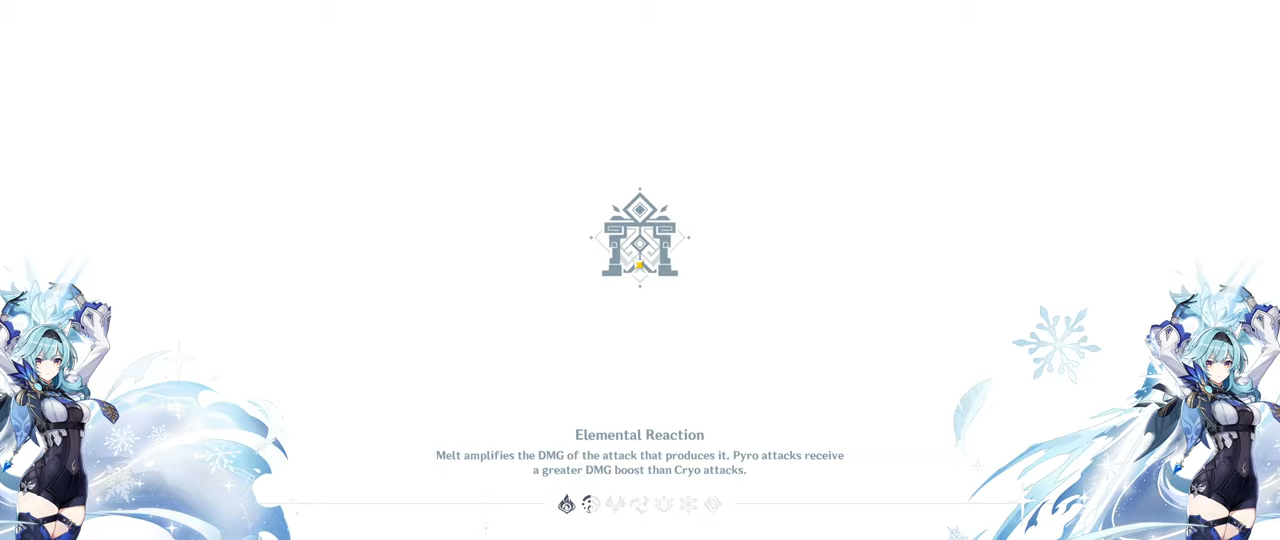 Elemental Reaction
Melt amplifies the DMG of the attack that produces it. Pyro attacks receive
a greater DMG boost than Cryo attacks.